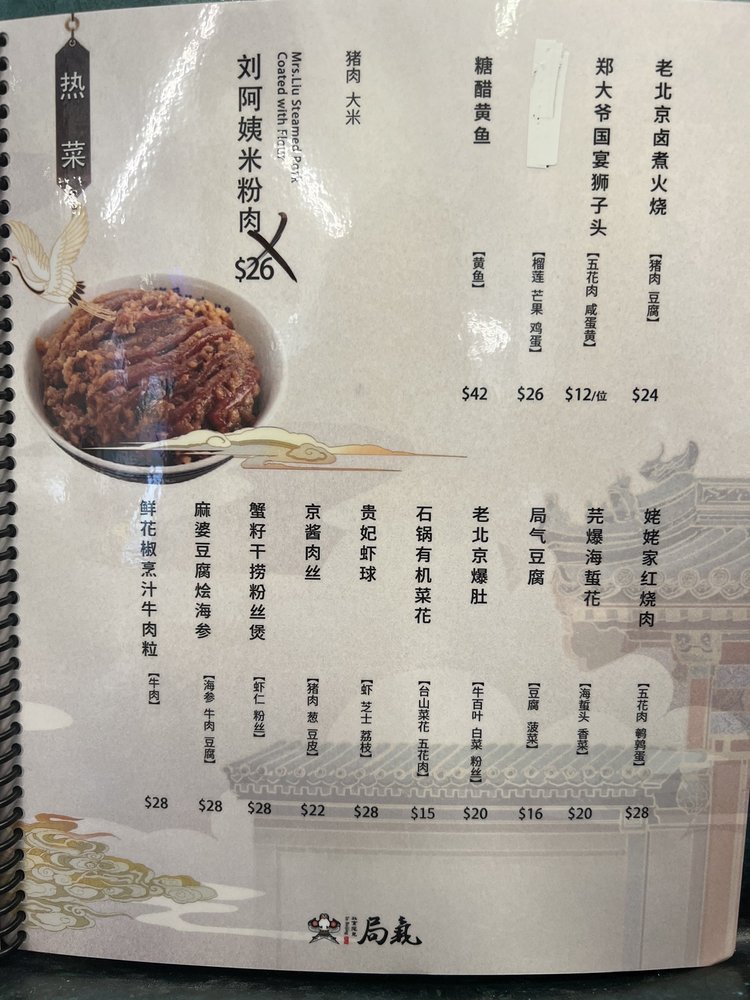 热菜
老北京卤煮火烧
【猪肉 豆腐】
$24
郑大爷国宴狮子头
【五花肉 咸蛋黄】
$12/位
【榴莲 芒果 鸡蛋】
$26
糖醋黄鱼
【黄鱼】
$42
猪肉 大米
Mrs.Liu Steamed Pork
Coated with Flour
刘阿姨米粉肉
$26
姥姥家红烧肉
【五花肉 鹌鹑蛋】
$28
芫爆海蜇花
【海蜇头 香菜】
$20
局气豆腐
【豆腐 菠菜】
$16
老北京爆肚
【牛百叶 白菜 粉丝】
$20
石锅有机菜花
【台山菜花 五花肉】
$15
贵妃虾球
【虾 芝士 荔枝】
$28
京酱肉丝
【猪肉 葱 豆皮】
$22
蟹籽干捞粉丝煲
【虾仁 粉丝】
$28
麻婆豆腐烩海参
【海参 牛肉 豆腐】
$28
鲜花椒烹汁牛肉粒
【牛肉】
$28
局氣